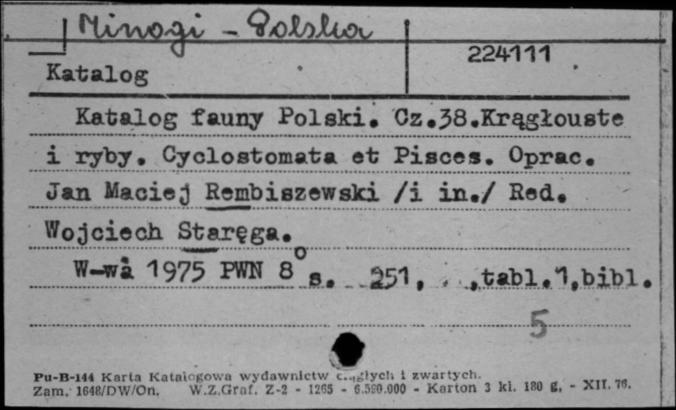 Minogi - Polska
224111
Katalog
Katalog fauny Polski. Cz.38.Krągłouste
i ryby. Cyclostomata et Pisces. Oprac.
Jan Maciej Rembiszewski /i in./ Red.
Wojciech Staręga.
W-wa 1975 PWN 8° s. 251, ,tabl.1,bibl.
5
Pu-B-144 Karta Katalogowa wydawnictw ciągłych i zwartych.
Zam. 1648/DW/On. W.Z.Graf. Z-2 - 1265 - 6.590.000 - Karton 3 kl. 180 g. - XII. 76.